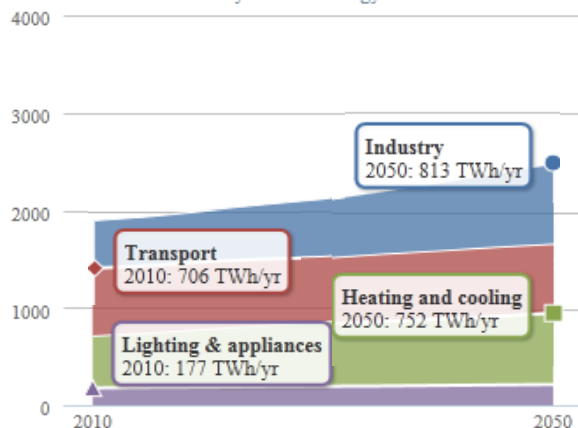 4000
3000
Industry
2050: 813 TWh/yr
2000
Transport
2010: 706 TWh/yr
Heating and cooling
2050: 752 TWh/yr
1000
Lighting & appliances
2010: 177 TWh/yr
0
2010
2050